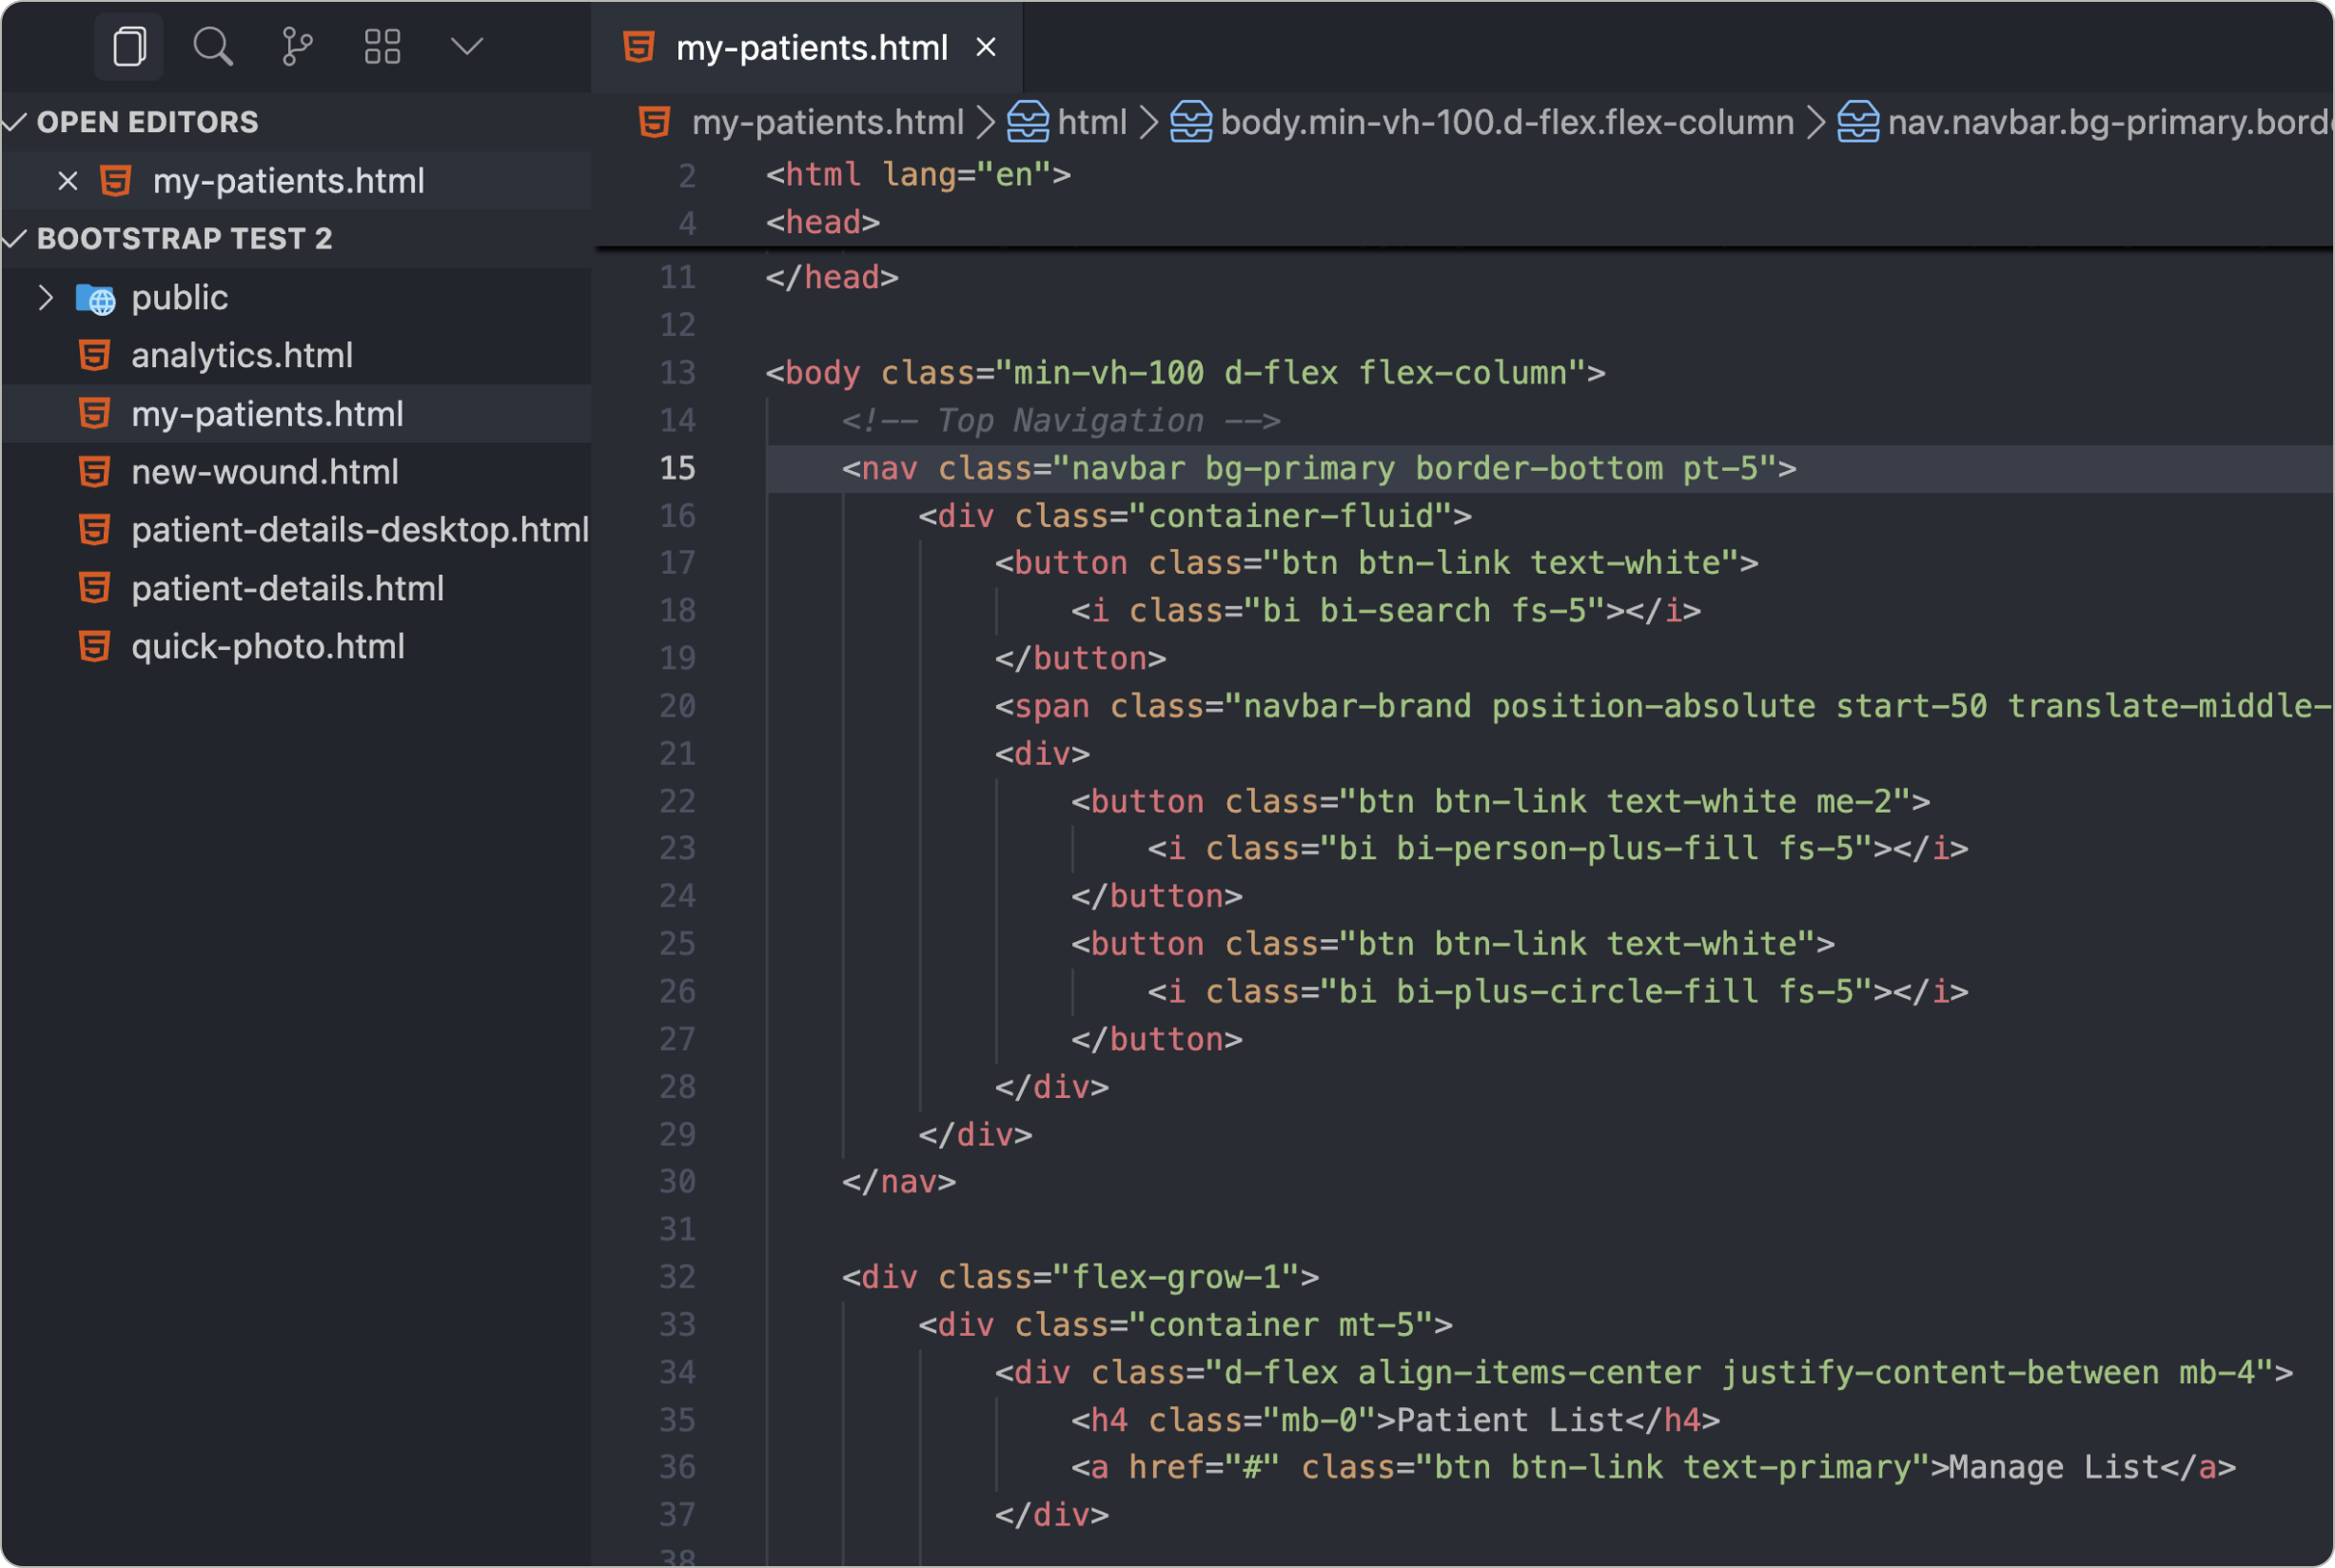 my-patients.html
OPEN EDITORS
my-patients.html
BOOTSTRAP TEST 2
public
analytics.html
my-patients.html
new-wound.html
patient-details-desktop.html
patient-details.html
quick-photo.html
my-patients.html > html > body.min-vh-100.d-flex.flex-column > nav.navbar.bg-primary.borde
2 <html lang="en">
4 <head>
11 </head>
12
13 <body class="min-vh-100 d-flex flex-column">
14 <!-- Top Navigation -->
15 <nav class="navbar bg-primary border-bottom pt-5">
16 <div class="container-fluid">
17 <button class="btn btn-link text-white">
18 <i class="bi bi-search fs-5"></i>
19 </button>
20 <span class="navbar-brand position-absolute start-50 translate-middle-
21 <div>
22 <button class="btn btn-link text-white me-2">
23 <i class="bi bi-person-plus-fill fs-5"></i>
24 </button>
25 <button class="btn btn-link text-white">
26 <i class="bi bi-plus-circle-fill fs-5"></i>
27 </button>
28 </div>
29 </div>
30 </nav>
31
32 <div class="flex-grow-1">
33 <div class="container mt-5">
34 <div class="d-flex align-items-center justify-content-between mb-4">
35 <h4 class="mb-0">Patient List</h4>
36 <a href="#" class="btn btn-link text-primary">Manage List</a>
37 </div>
38